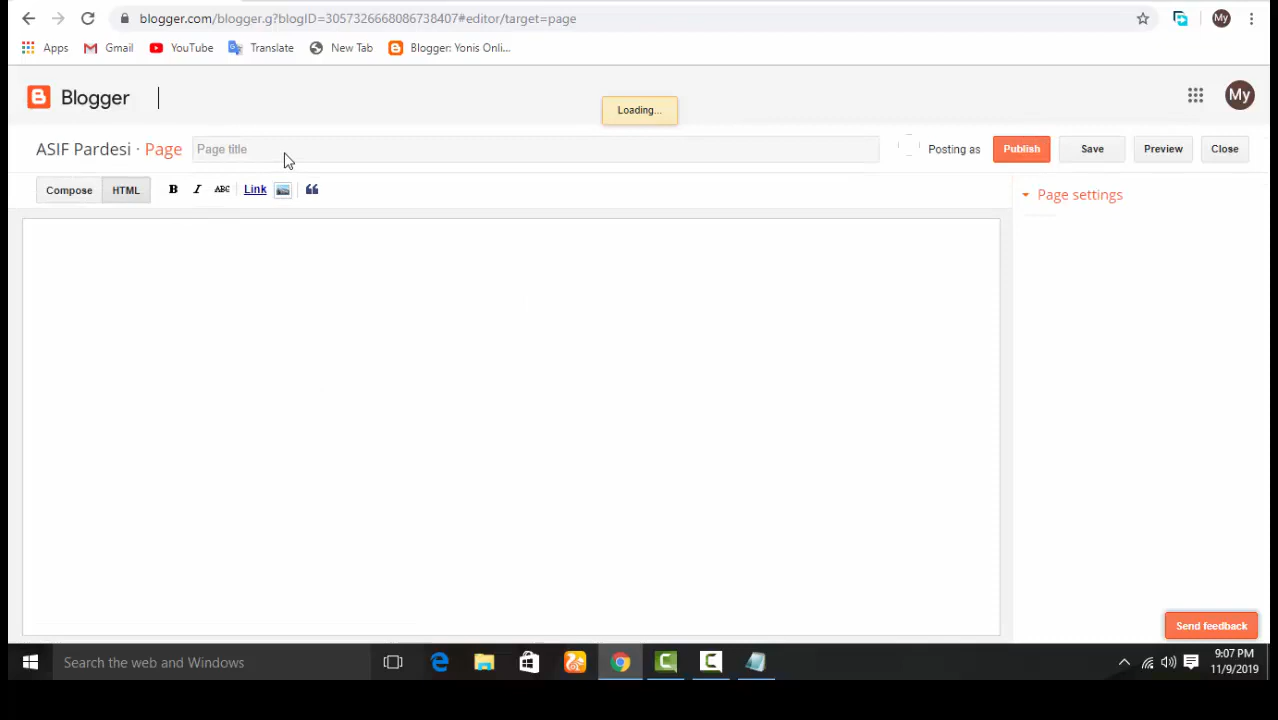 blogger.com/blogger.g?blogID=3057326668086738407#editor/target=page
My
Apps
Gmail
YouTube
Translate
New Tab
Blogger: Yonis Onli...
Blogger
Loading...
My
ASIF Pardesi · Page
Page title
Posting as
Publish
Save
Preview
Close
Compose
HTML
B
I
ABC
Link
Page settings
Send feedback
Search the web and Windows
9:07 PM
11/9/2019